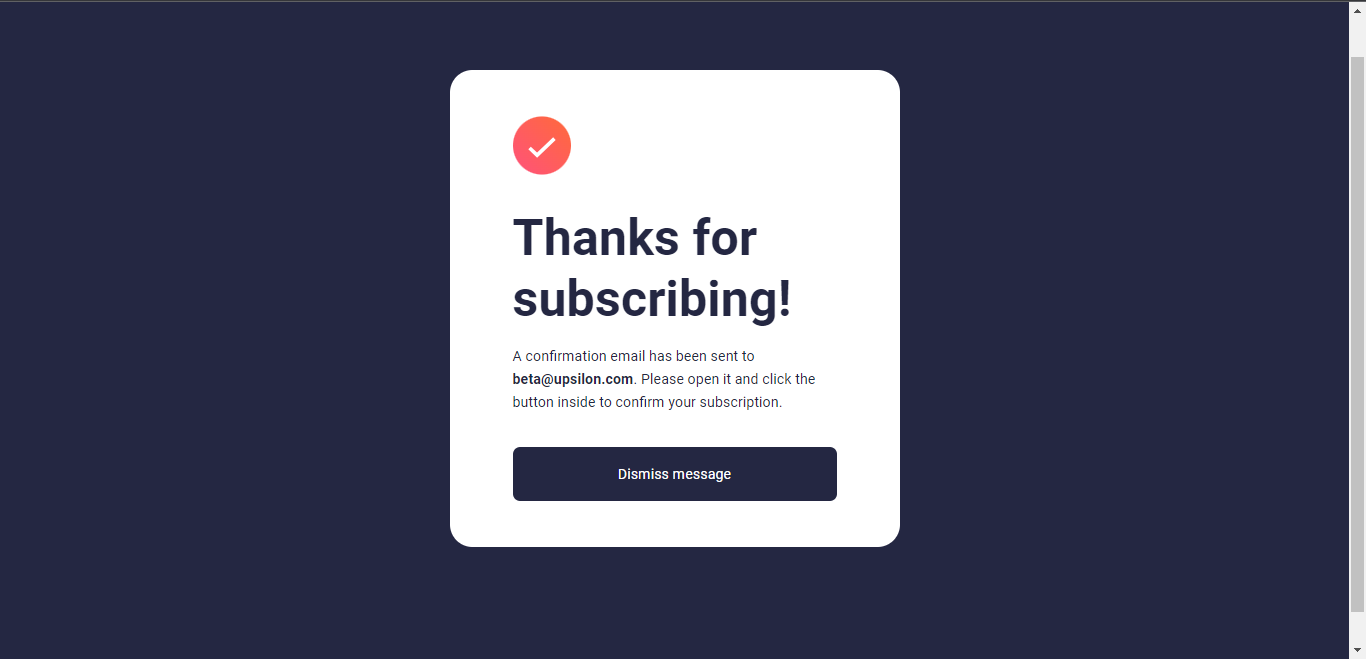 Thanks for
subscribing!
A confirmation email has been sent to
beta@upsilon.com. Please open it and click the
button inside to confirm your subscription.
Dismiss message